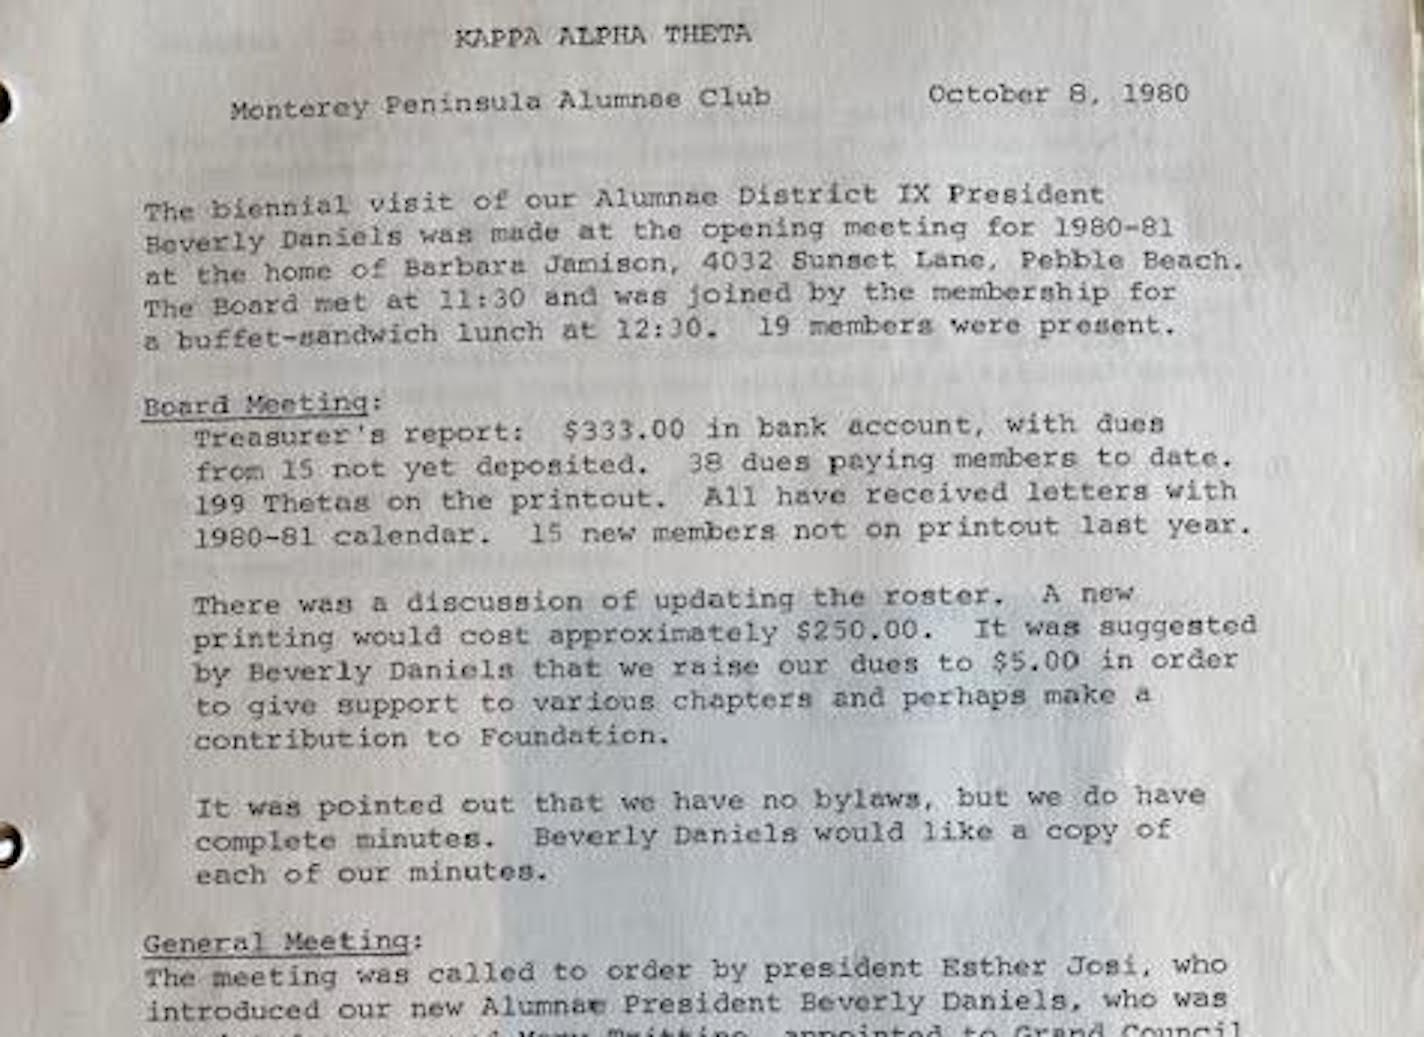 KAPPA ALPHA THETA
Monterey Peninsula Alumnae Club October 8, 1980
The biennial visit of our Alumnae District IX President
Beverly Daniels was made at the opening meeting for 1980-81
at the home of Barbara Jamison, 4032 Sunset Lane, Pebble Beach.
The Board met at 11:30 and was joined by the membership for
a buffet-sandwich lunch at 12:30. 19 members were present.
Board Meeting:
Treasurer's report: $333.00 in bank account, with dues
from 15 not yet deposited. 38 dues paying members to date.
199 Thetas on the printout. All have received letters with
1980-81 calendar. 15 new members not on printout last year.
There was a discussion of updating the roster. A new
printing would cost approximately $250.00. It was suggested
by Beverly Daniels that we raise our dues to $5.00 in order
to give support to various chapters and perhaps make a
contribution to Foundation.
It was pointed out that we have no bylaws, but we do have
complete minutes. Beverly Daniels would like a copy of
each of our minutes.
General Meeting:
The meeting was called to order by president Esther Josi, who
introduced our new Alumnae President Beverly Daniels, who was
appointed to Grand Council